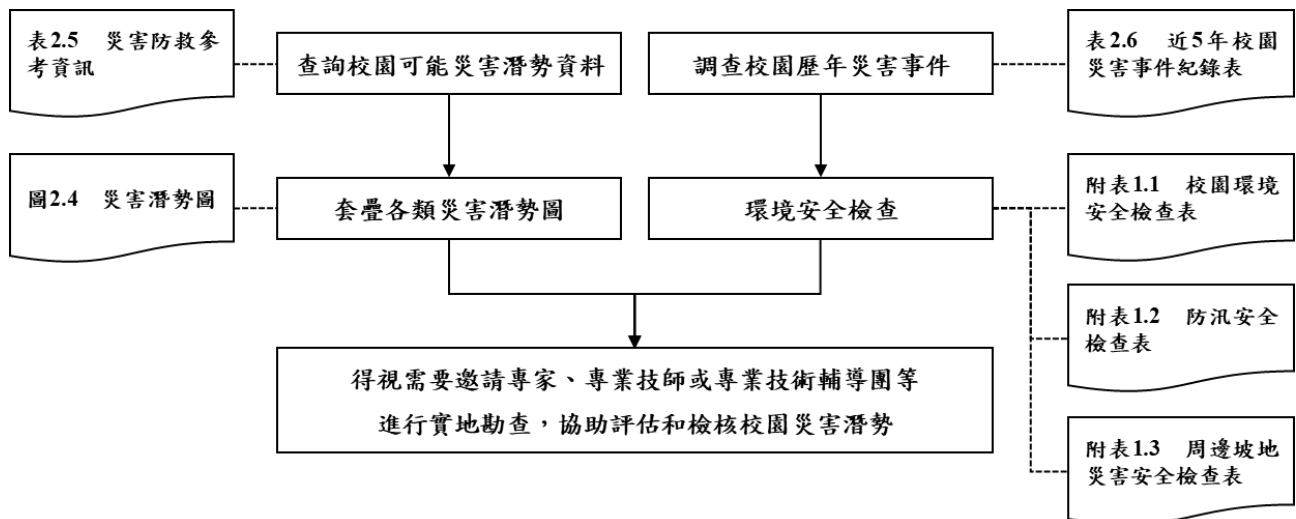 表2.5 災害防救參
考資訊
查詢校園可能災害潛勢資料
調查校園歷年災害事件
表2.6 近5年校園
災害事件紀錄表
圖2.4 災害潛勢圖
套疊各類災害潛勢圖
環境安全檢查
附表1.1 校園環境
安全檢查表
附表1.2 防汛安全
檢查表
得視需要邀請專家、專業技師或專業技術輔導團等
進行實地勘查，協助評估和檢核校園災害潛勢
附表1.3 周邊坡地
災害安全檢查表